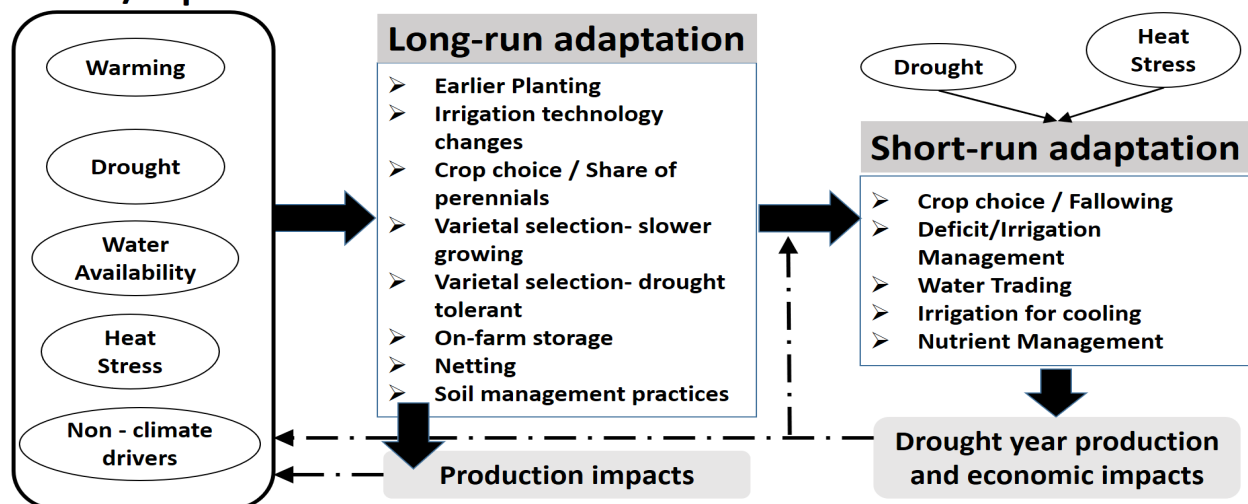 Warming
Drought
Water
Availability
Heat
Stress
Non - climate
drivers
Long-run adaptation
Earlier Planting
Irrigation technology
changes
Crop choice / Share of
perennials
Varietal selection- slower
growing
Varietal selection- drought
tolerant
On-farm storage
Netting
Soil management practices
Production impacts
Drought
Heat
Stress
Short-run adaptation
Crop choice / Fallowing
Deficit/Irrigation
Management
Water Trading
Irrigation for cooling
Nutrient Management
Drought year production
and economic impacts